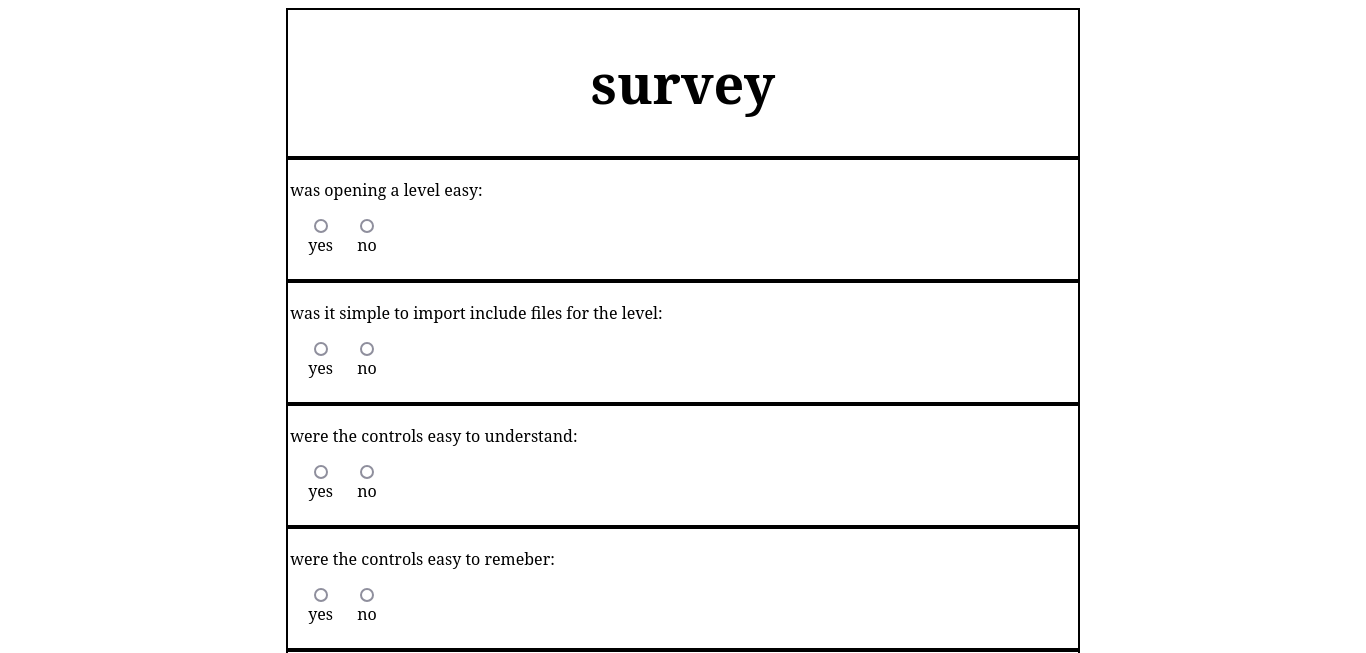 survey
was opening a level easy:
yes no
was it simple to import include files for the level:
yes no
were the controls easy to understand:
yes no
were the controls easy to remeber:
yes no